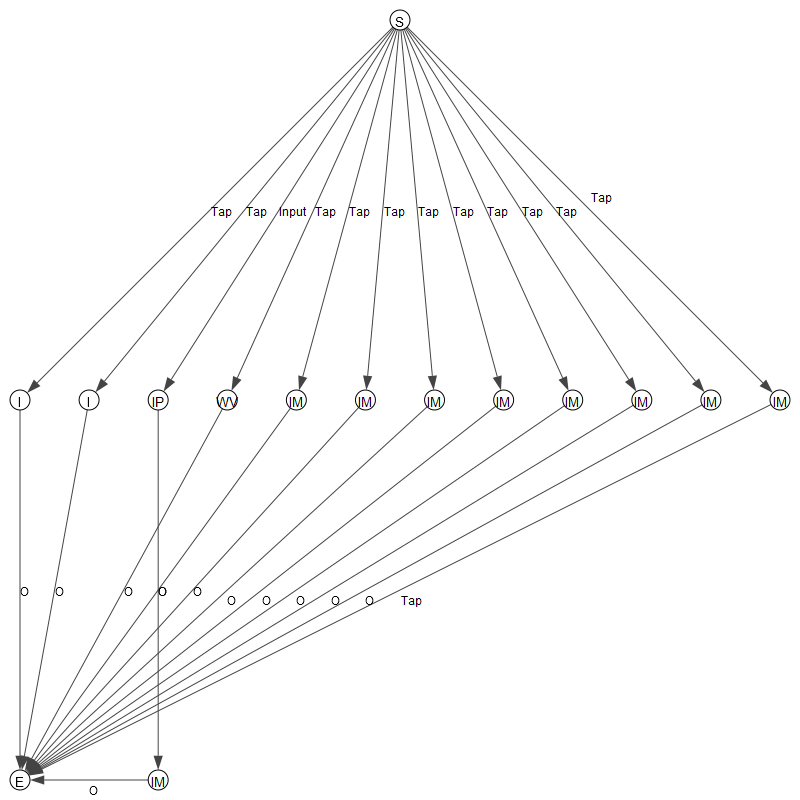 S
Tap
Tap Tap Input Tap Tap Tap Tap Tap Tap Tap Tap
I I IP WV IM IM IM IM IM IM IM IM
O O O O O
O O O O O Tap
E IM
O